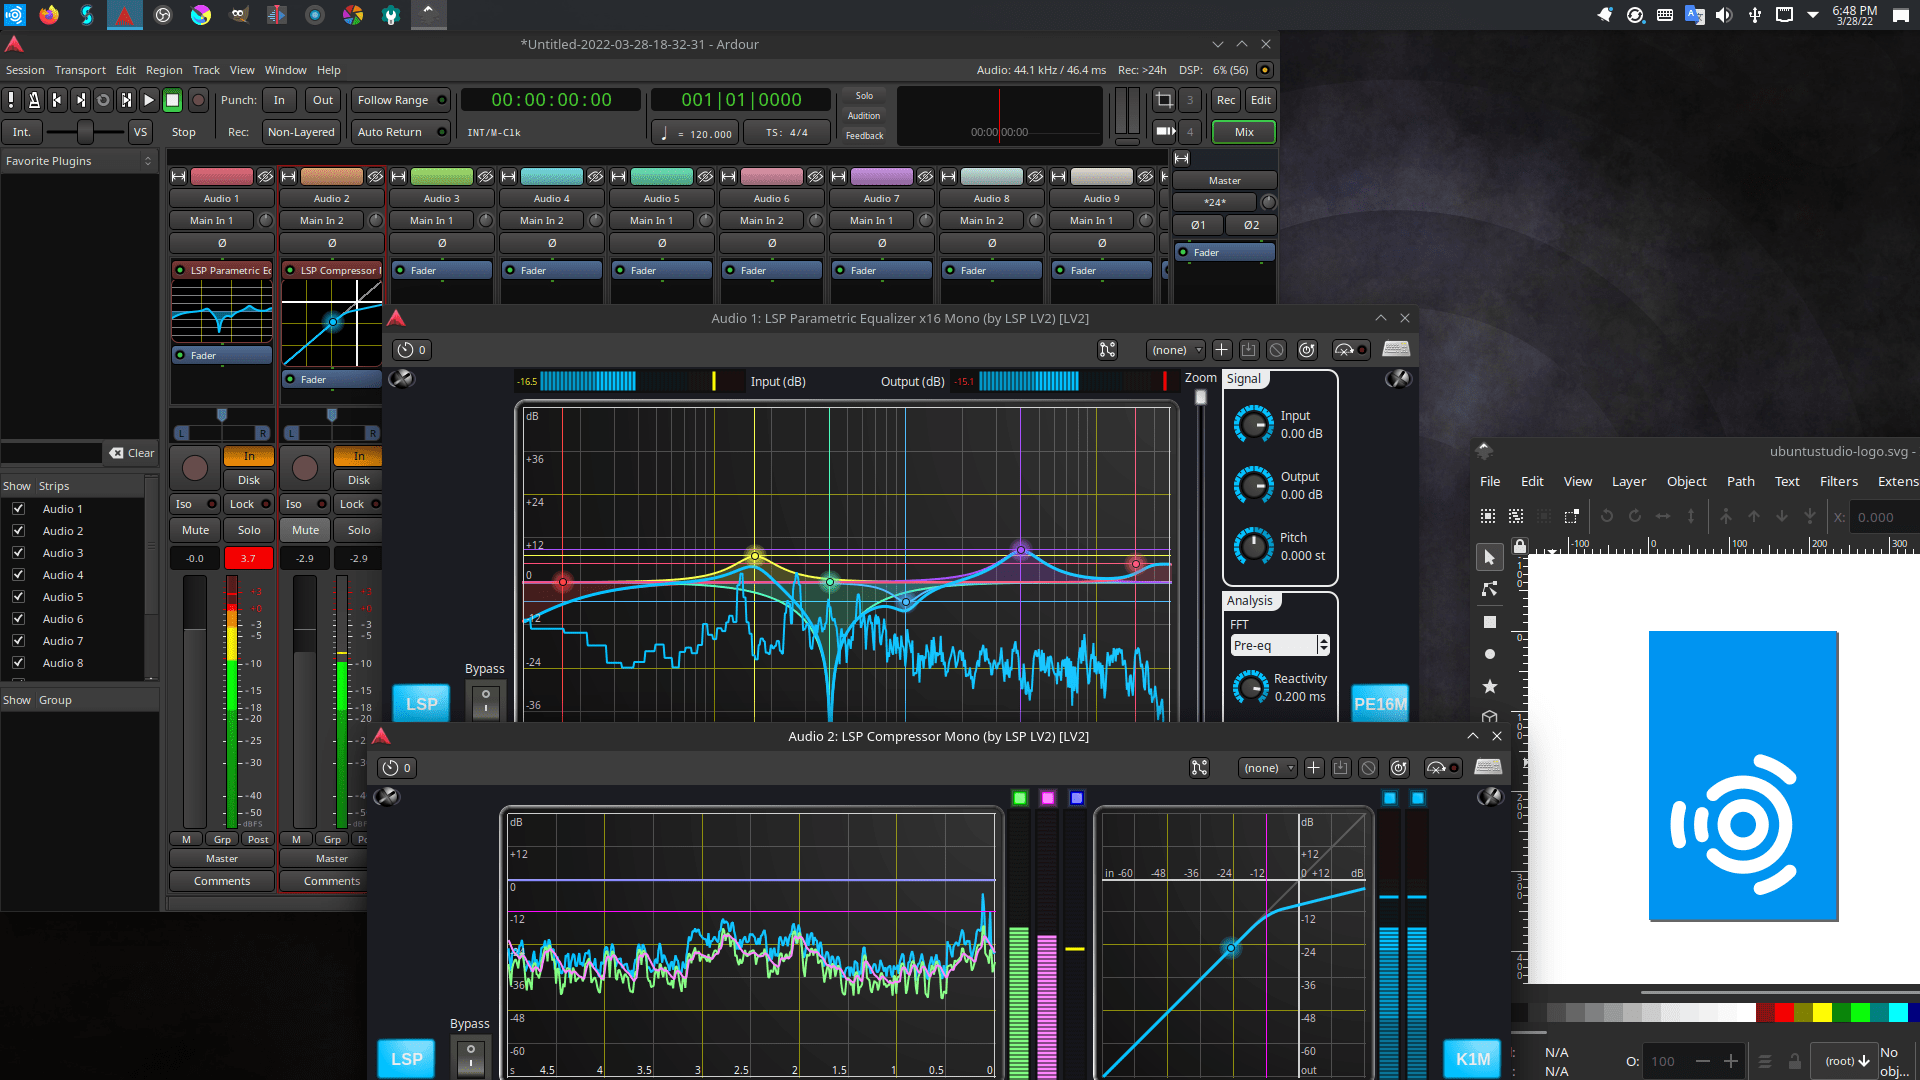 6:48 PM
3/28/22
*Untitled-2022-03-28-18-32-31 - Ardour
Session Transport Edit Region Track View Window Help
Audio: 44.1 kHz / 46.4 ms Rec: >24h DSP: 6% (56)
Punch: In Out Follow Range
00:00:00:00
001|01|0000
Solo
Audition
Feedback
00:00:00:00
3 Rec Edit
Int. VS Stop Rec: Non-Layered Auto Return
INT/M-Clk
= 120.000 TS: 4/4
4 Mix
Favorite Plugins
Audio 1 Audio 2 Audio 3 Audio 4 Audio 5 Audio 6 Audio 7 Audio 8 Audio 9 Master
Main In 1 Main In 2 Main In 1 Main In 2 Main In 1 Main In 2 Main In 1 Main In 2 Main In 1 *24*
Ø Ø Ø Ø Ø Ø Ø Ø Ø Ø1 Ø2
LSP Parametric Ec LSP Compressor Fader Fader Fader Fader Fader Fader Fader Fader
Fader
Fader
L R L R
Clear
In In
Disk Disk
Iso Lock Iso Lock
Mute Solo Mute Solo
-0.0 3.7 -2.9 -2.9
Show Strips
Audio 1
Audio 2
Audio 3
Audio 4
Audio 5
Audio 6
Audio 7
Audio 8
Show Group
-3
-0
-3
-5
-10
-15
-18
-20
-25
-30
-40
-50
dBFS
M Grp Post M Grp
Master Master
Comments Comments
Audio 1: LSP Parametric Equalizer x16 Mono (by LSP LV2) [LV2]
0 (none)
-16.5 Input (dB) Output (dB) -15.1 Zoom
dB
+36
+24
+12
0
-12
-24
-36
Signal
Input
0.00 dB
Output
0.00 dB
Pitch
0.000 st
Analysis
FFT
Pre-eq
Reactivity
0.200 ms
Bypass
LSP
PE16M
Audio 2: LSP Compressor Mono (by LSP LV2) [LV2]
0 (none)
dB
+12
0
-12
-36
-48
-60
s 4.5 4 3.5 3 2.5 2 1.5 1 0.5 0
Bypass
LSP
dB
+12
in -60 -48 -36 -24 -12 0 +12 dB
-12
-24
-36
-48
-60
out
K1M
ubuntustudio-logo.svg -
File Edit View Layer Object Path Text Filters Extens
X: 0.000
-100 0 100 200 300
N/A
N/A
O: 100
(root)
No
obj...